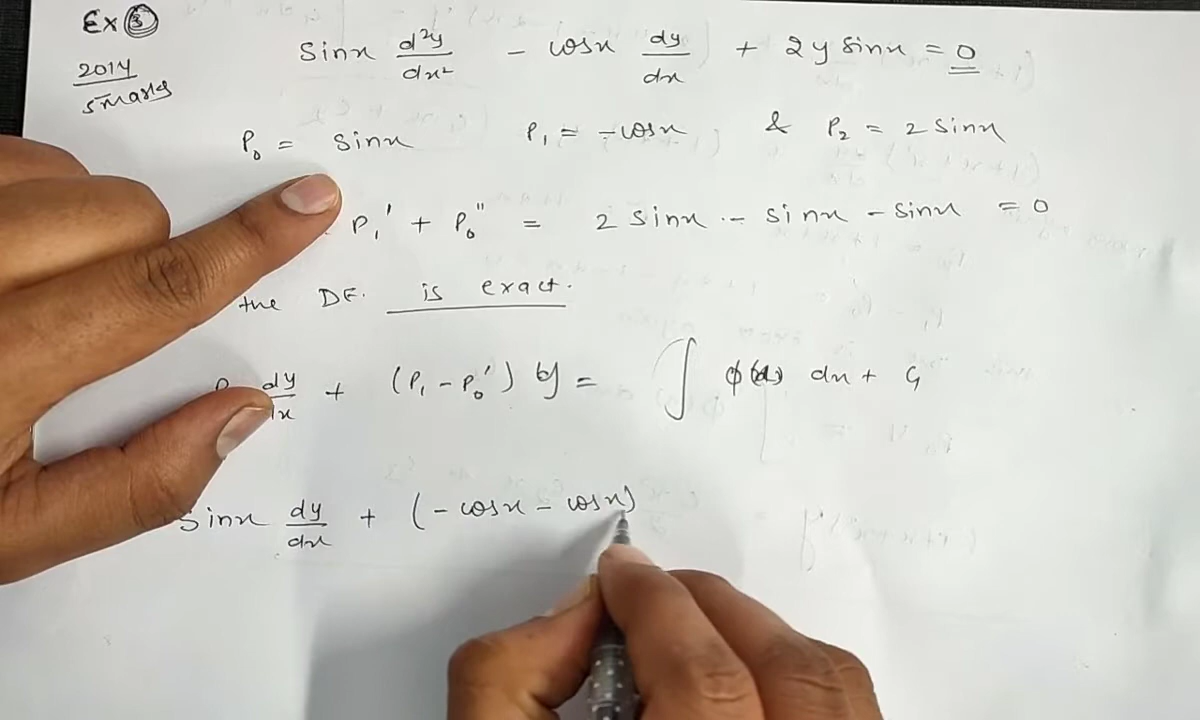 Ex 3
2014
5 marks
sinx d²y/dx² - cosx dy/dx + 2y sinx = 0
P₀ = sinx P₁ = -cosx & P₂ = 2 sinx
P₁' + P₀'' = 2 sinx - sinx - sinx = 0
the DE. is exact.
dy/dx + (P₁ - P₀') y = ∫ φ(x) dx + C₁
sinx dy/dx + (-cosx - cosx)